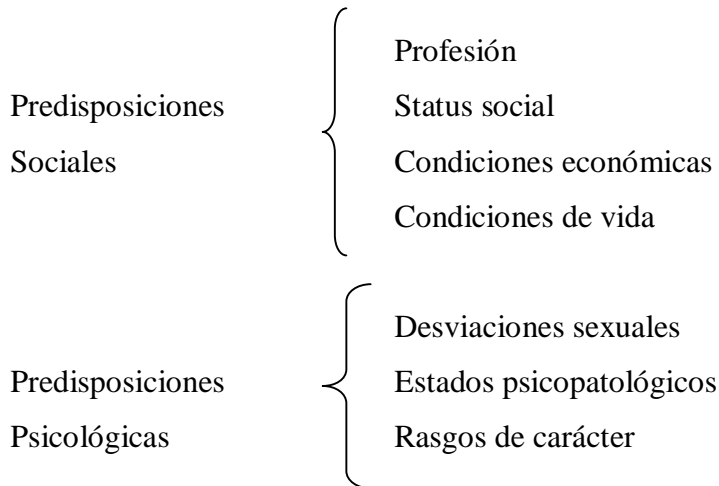 Profesión
Predisposiciones Status social
Sociales Condiciones económicas
Condiciones de vida
Desviaciones sexuales
Predisposiciones Estados psicopatológicos
Psicológicas Rasgos de carácter